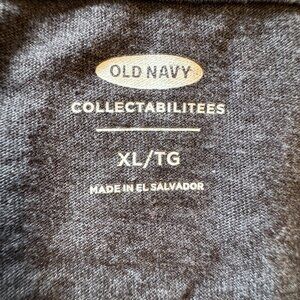 OLD NAVY
COLLECTABILITEES
XL/TG
MADE IN EL SALVADOR